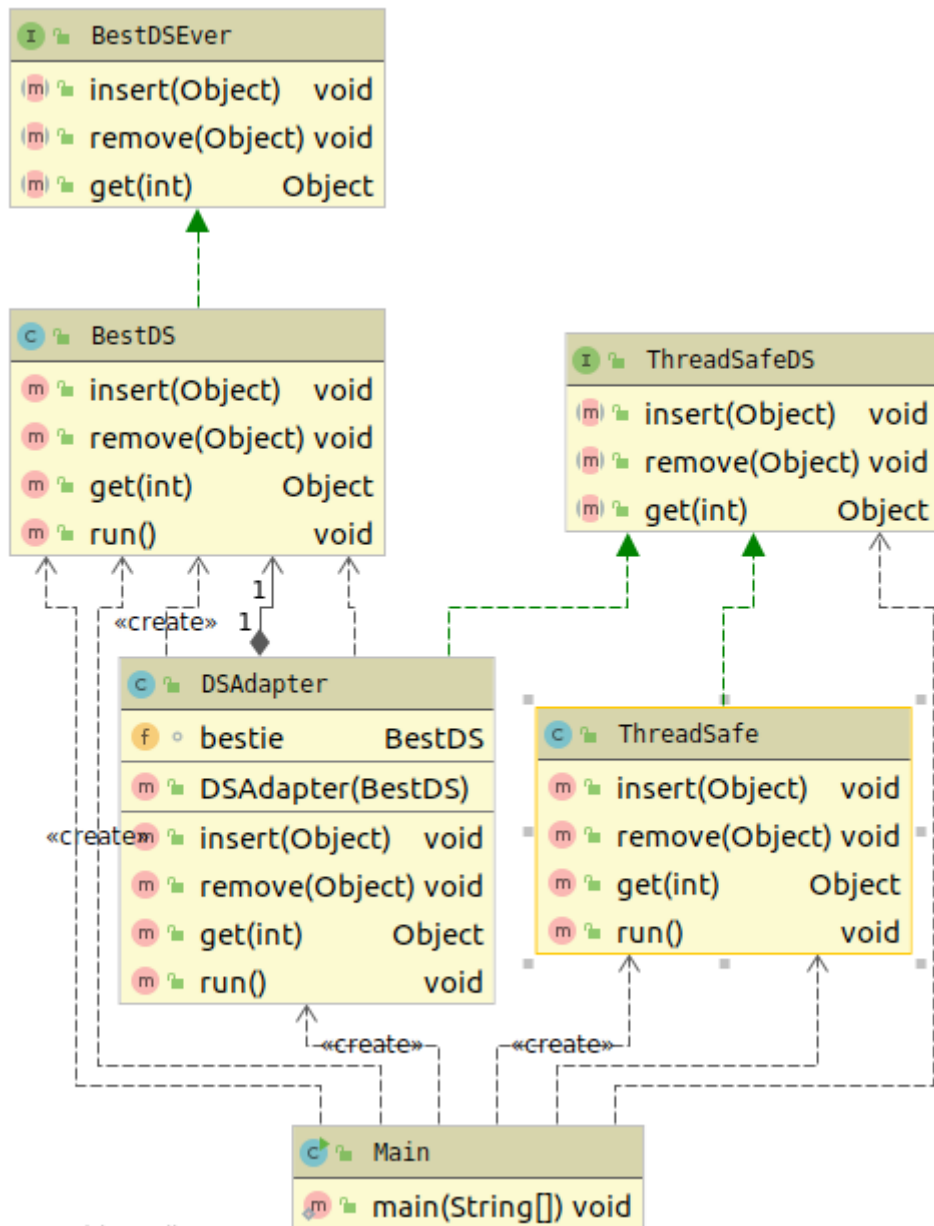 BestDSEver
insert(Object) void
remove(Object) void
get(int) Object
BestDS
insert(Object) void
remove(Object) void
get(int) Object
run() void
ThreadSafeDS
insert(Object) void
remove(Object) void
get(int) Object
1
«create» 1
DSAdapter
bestie BestDS
DSAdapter(BestDS)
«create»
insert(Object) void
remove(Object) void
get(int) Object
run() void
ThreadSafe
insert(Object) void
remove(Object) void
get(int) Object
run() void
«create» «create»
Main
main(String[]) void